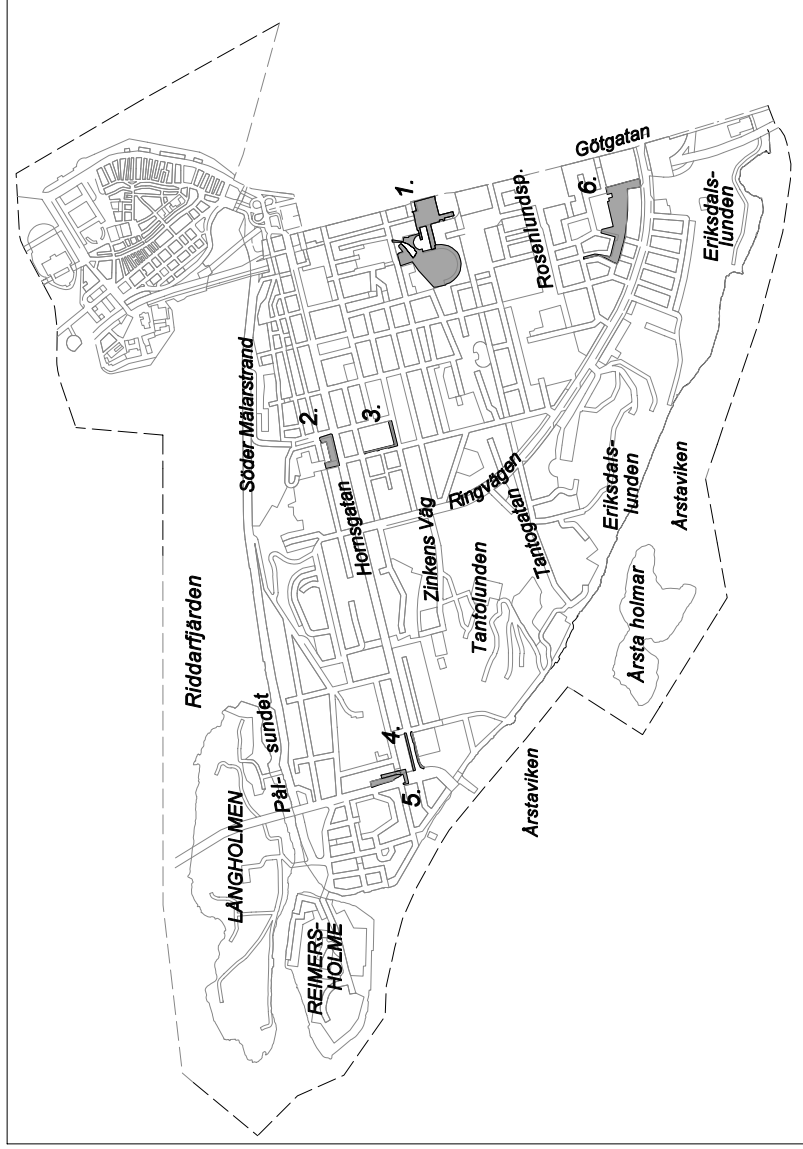 Riddarfjärden
LÅNGHOLMEN
Pål-
sundet
REIMERS-
HOLME
Söder Mälarstrand
Hornsgatan
Zinkens Väg
Ringvägen
Tantolunden
Tantogatan
Rosenlundsp.
Götgatan
Eriksdals-
lunden
Eriksdals-
lunden
Årstaviken
Årsta holmar
Årstaviken
1.
2.
3.
4.
5.
6.